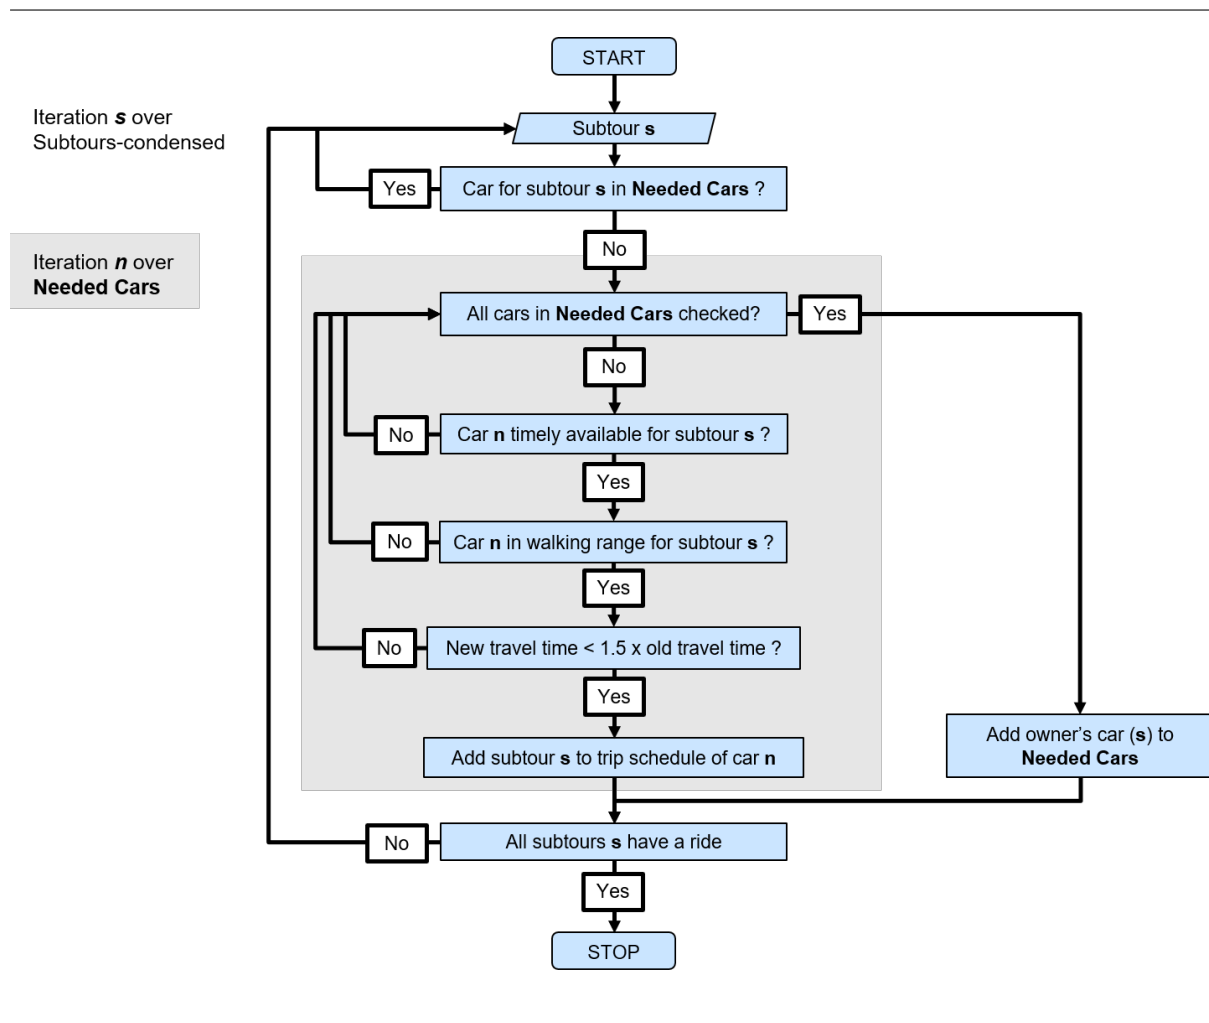 START
Iteration s over
Subtours-condensed
Subtour s
Yes
Car for subtour s in Needed Cars ?
No
Iteration n over
Needed Cars
All cars in Needed Cars checked?
Yes
No
No
Car n timely available for subtour s ?
Yes
No
Car n in walking range for subtour s ?
Yes
No
New travel time < 1.5 x old travel time ?
Yes
Add owner's car (s) to
Needed Cars
Add subtour s to trip schedule of car n
No
All subtours s have a ride
Yes
STOP